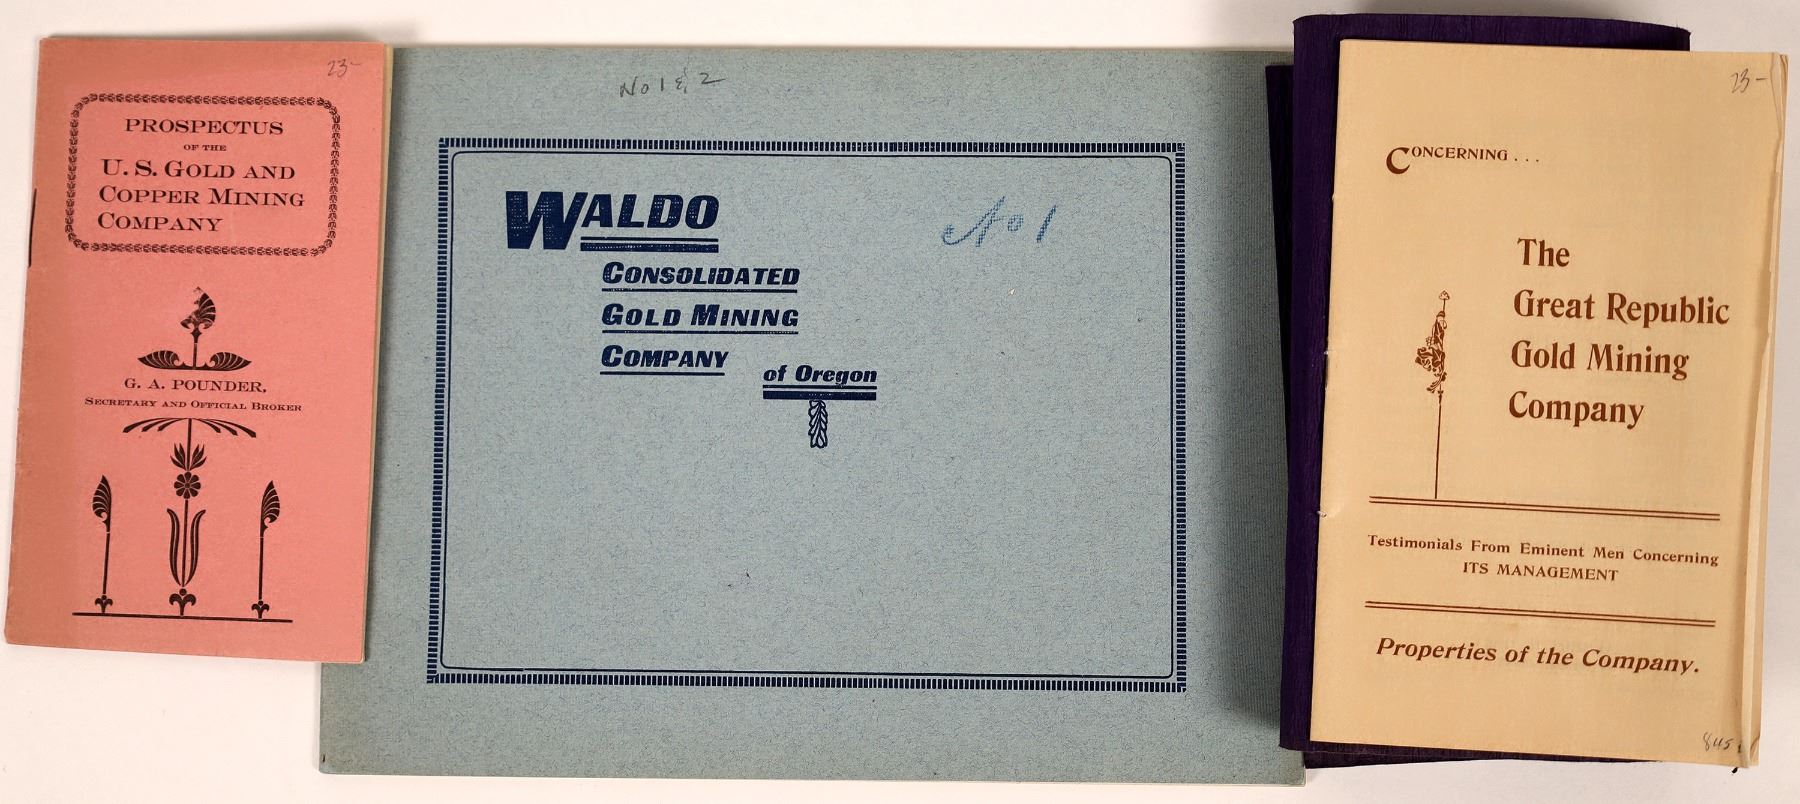 23-
PROSPECTUS
OF THE
U. S. GOLD AND
COPPER MINING
COMPANY
G. A. POUNDER,
SECRETARY AND OFFICIAL BROKER
No 1 & 2
No 1
WALDO
CONSOLIDATED
GOLD MINING
COMPANY
of Oregon
23-
CONCERNING . . .
The
Great Republic
Gold Mining
Company
Testimonials From Eminent Men Concerning
ITS MANAGEMENT
Properties of the Company.